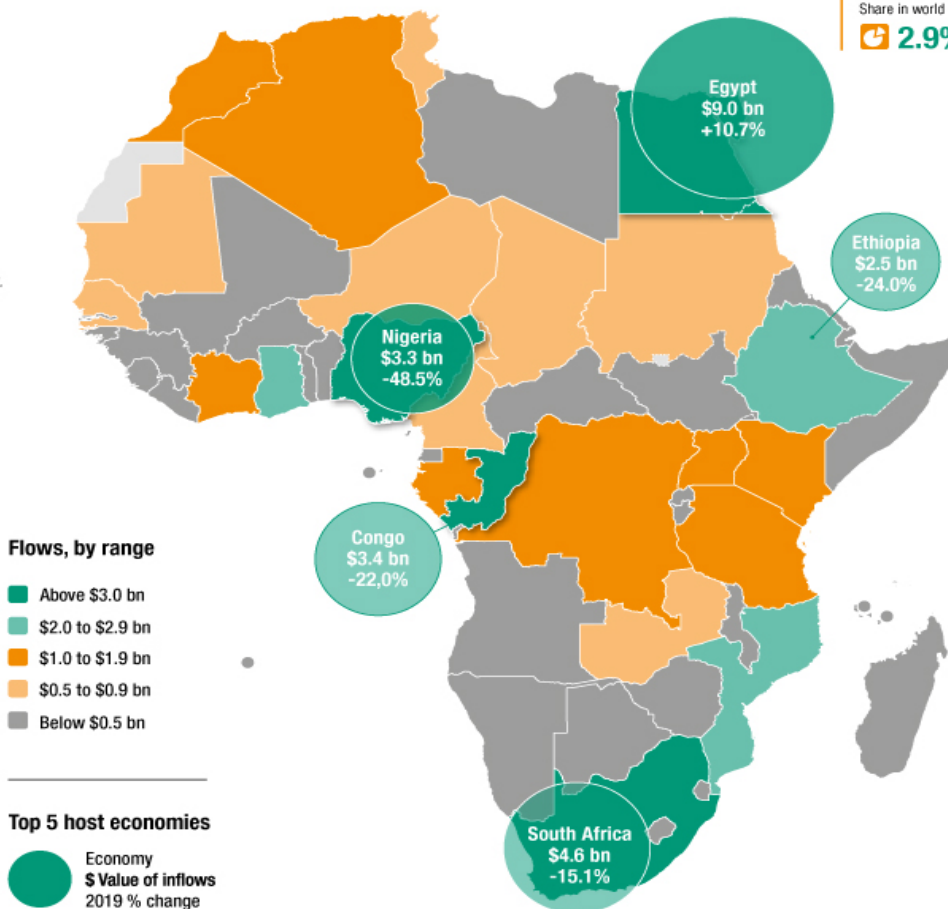 Share in world
2.9%
Egypt
$9.0 bn
+10.7%
Ethiopia
$2.5 bn
-24.0%
Nigeria
$3.3 bn
-48.5%
Congo
$3.4 bn
-22,0%
Flows, by range
Above $3.0 bn
$2.0 to $2.9 bn
$1.0 to $1.9 bn
$0.5 to $0.9 bn
Below $0.5 bn
Top 5 host economies
Economy
$ Value of inflows
2019 % change
South Africa
$4.6 bn
-15.1%